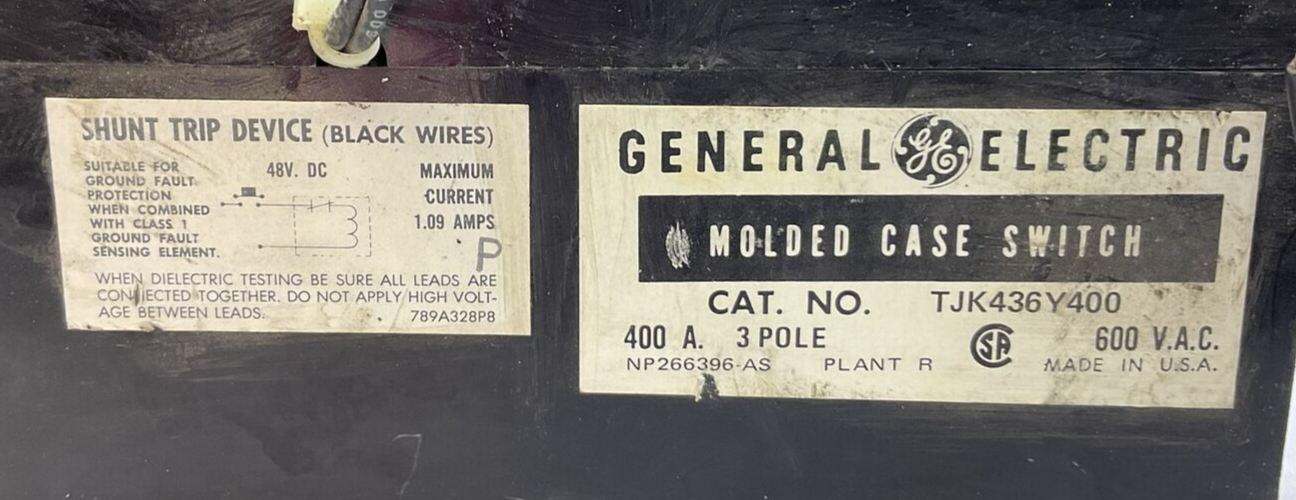 SHUNT TRIP DEVICE (BLACK WIRES)
SUITABLE FOR
GROUND FAULT
PROTECTION
WHEN COMBINED
WITH CLASS 1
GROUND FAULT
SENSING ELEMENT.
48V. DC
MAXIMUM
CURRENT
1.09 AMPS
P
WHEN DIELECTRIC TESTING BE SURE ALL LEADS ARE
CONNECTED TOGETHER. DO NOT APPLY HIGH VOLT-
AGE BETWEEN LEADS. 789A328P8
GENERAL GE ELECTRIC
MOLDED CASE SWITCH
CAT. NO. TJK436Y400
400 A. 3 POLE SA 600 V.A.C.
NP266396-AS PLANT R MADE IN U.S.A.